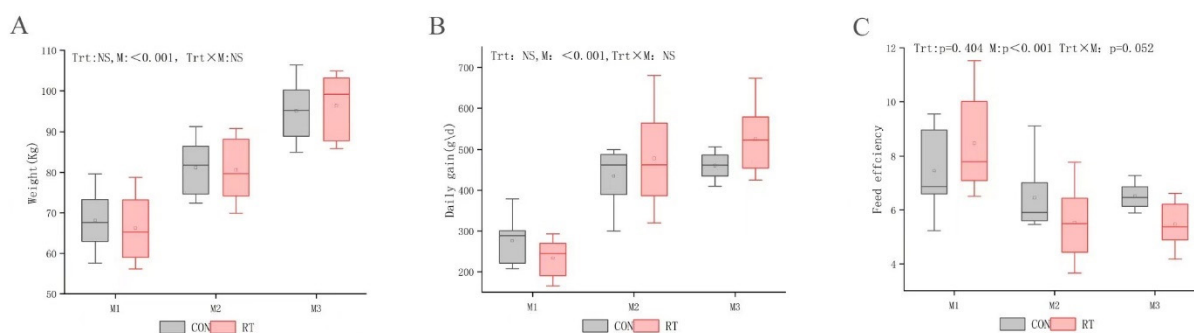 A
Trt:NS,M:＜0.001, Trt×M:NS
110
100
90
80
70
60
50
Weight(Kg)
M1 M2 M3
CON RT
B
Trt: NS,M: ＜0.001,Trt×M: NS
700
600
500
400
300
200
Daily gain(g\d)
M1 M2 M3
CON RT
C
Trt:p=0.404 M:p＜0.001 Trt×M: p=0.052
12
10
8
6
4
Feed effciency
M1 M2 M3
CON RT